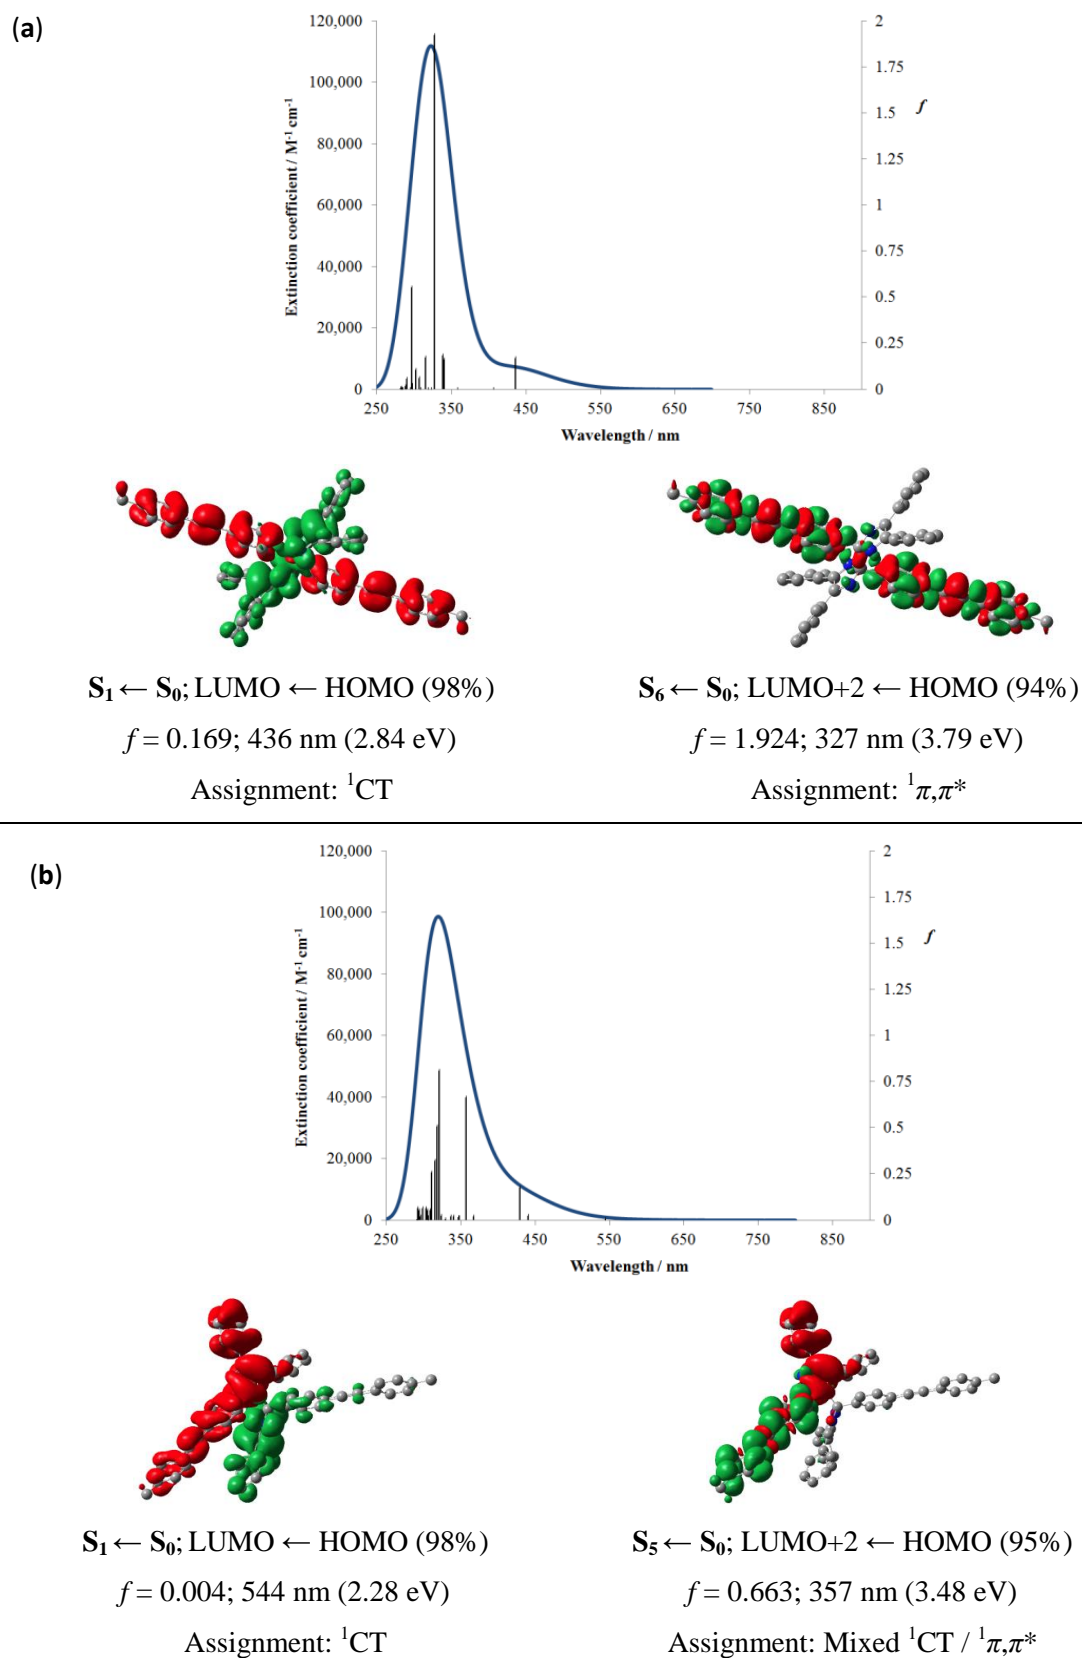 (a)
120,000
100,000
80,000
60,000
40,000
20,000
0
Extinction coefficient / M-1 cm-1
2
1.75
1.5
1.25
1
0.75
0.5
0.25
0
f
250 350 450 550 650 750 850
Wavelength / nm
S1 ← S0; LUMO ← HOMO (98%)
f = 0.169; 436 nm (2.84 eV)
Assignment: 1CT
S6 ← S0; LUMO+2 ← HOMO (94%)
f = 1.924; 327 nm (3.79 eV)
Assignment: 1π,π*
(b)
120,000
100,000
80,000
60,000
40,000
20,000
0
Extinction coefficient / M-1 cm-1
2
1.75
1.5
1.25
1
0.75
0.5
0.25
0
f
250 350 450 550 650 750 850
Wavelength / nm
S1 ← S0; LUMO ← HOMO (98%)
f = 0.004; 544 nm (2.28 eV)
Assignment: 1CT
S5 ← S0; LUMO+2 ← HOMO (95%)
f = 0.663; 357 nm (3.48 eV)
Assignment: Mixed 1CT / 1π,π*